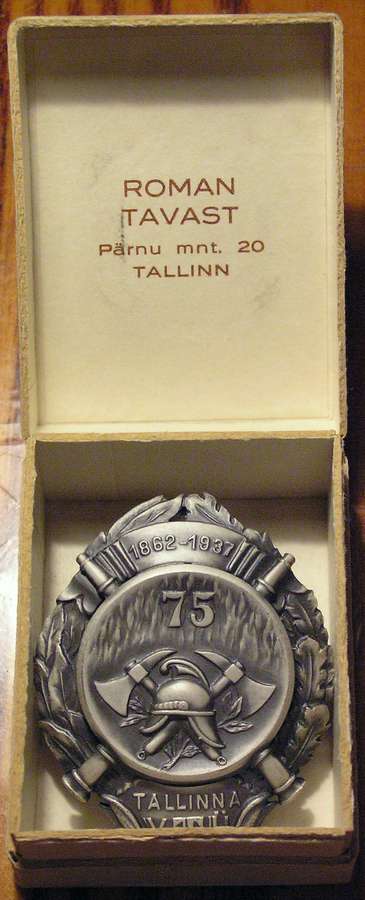 ROMAN
TAVAST
Pärnu mnt. 20
TALLINN
1862-1937
75
TALLINNA